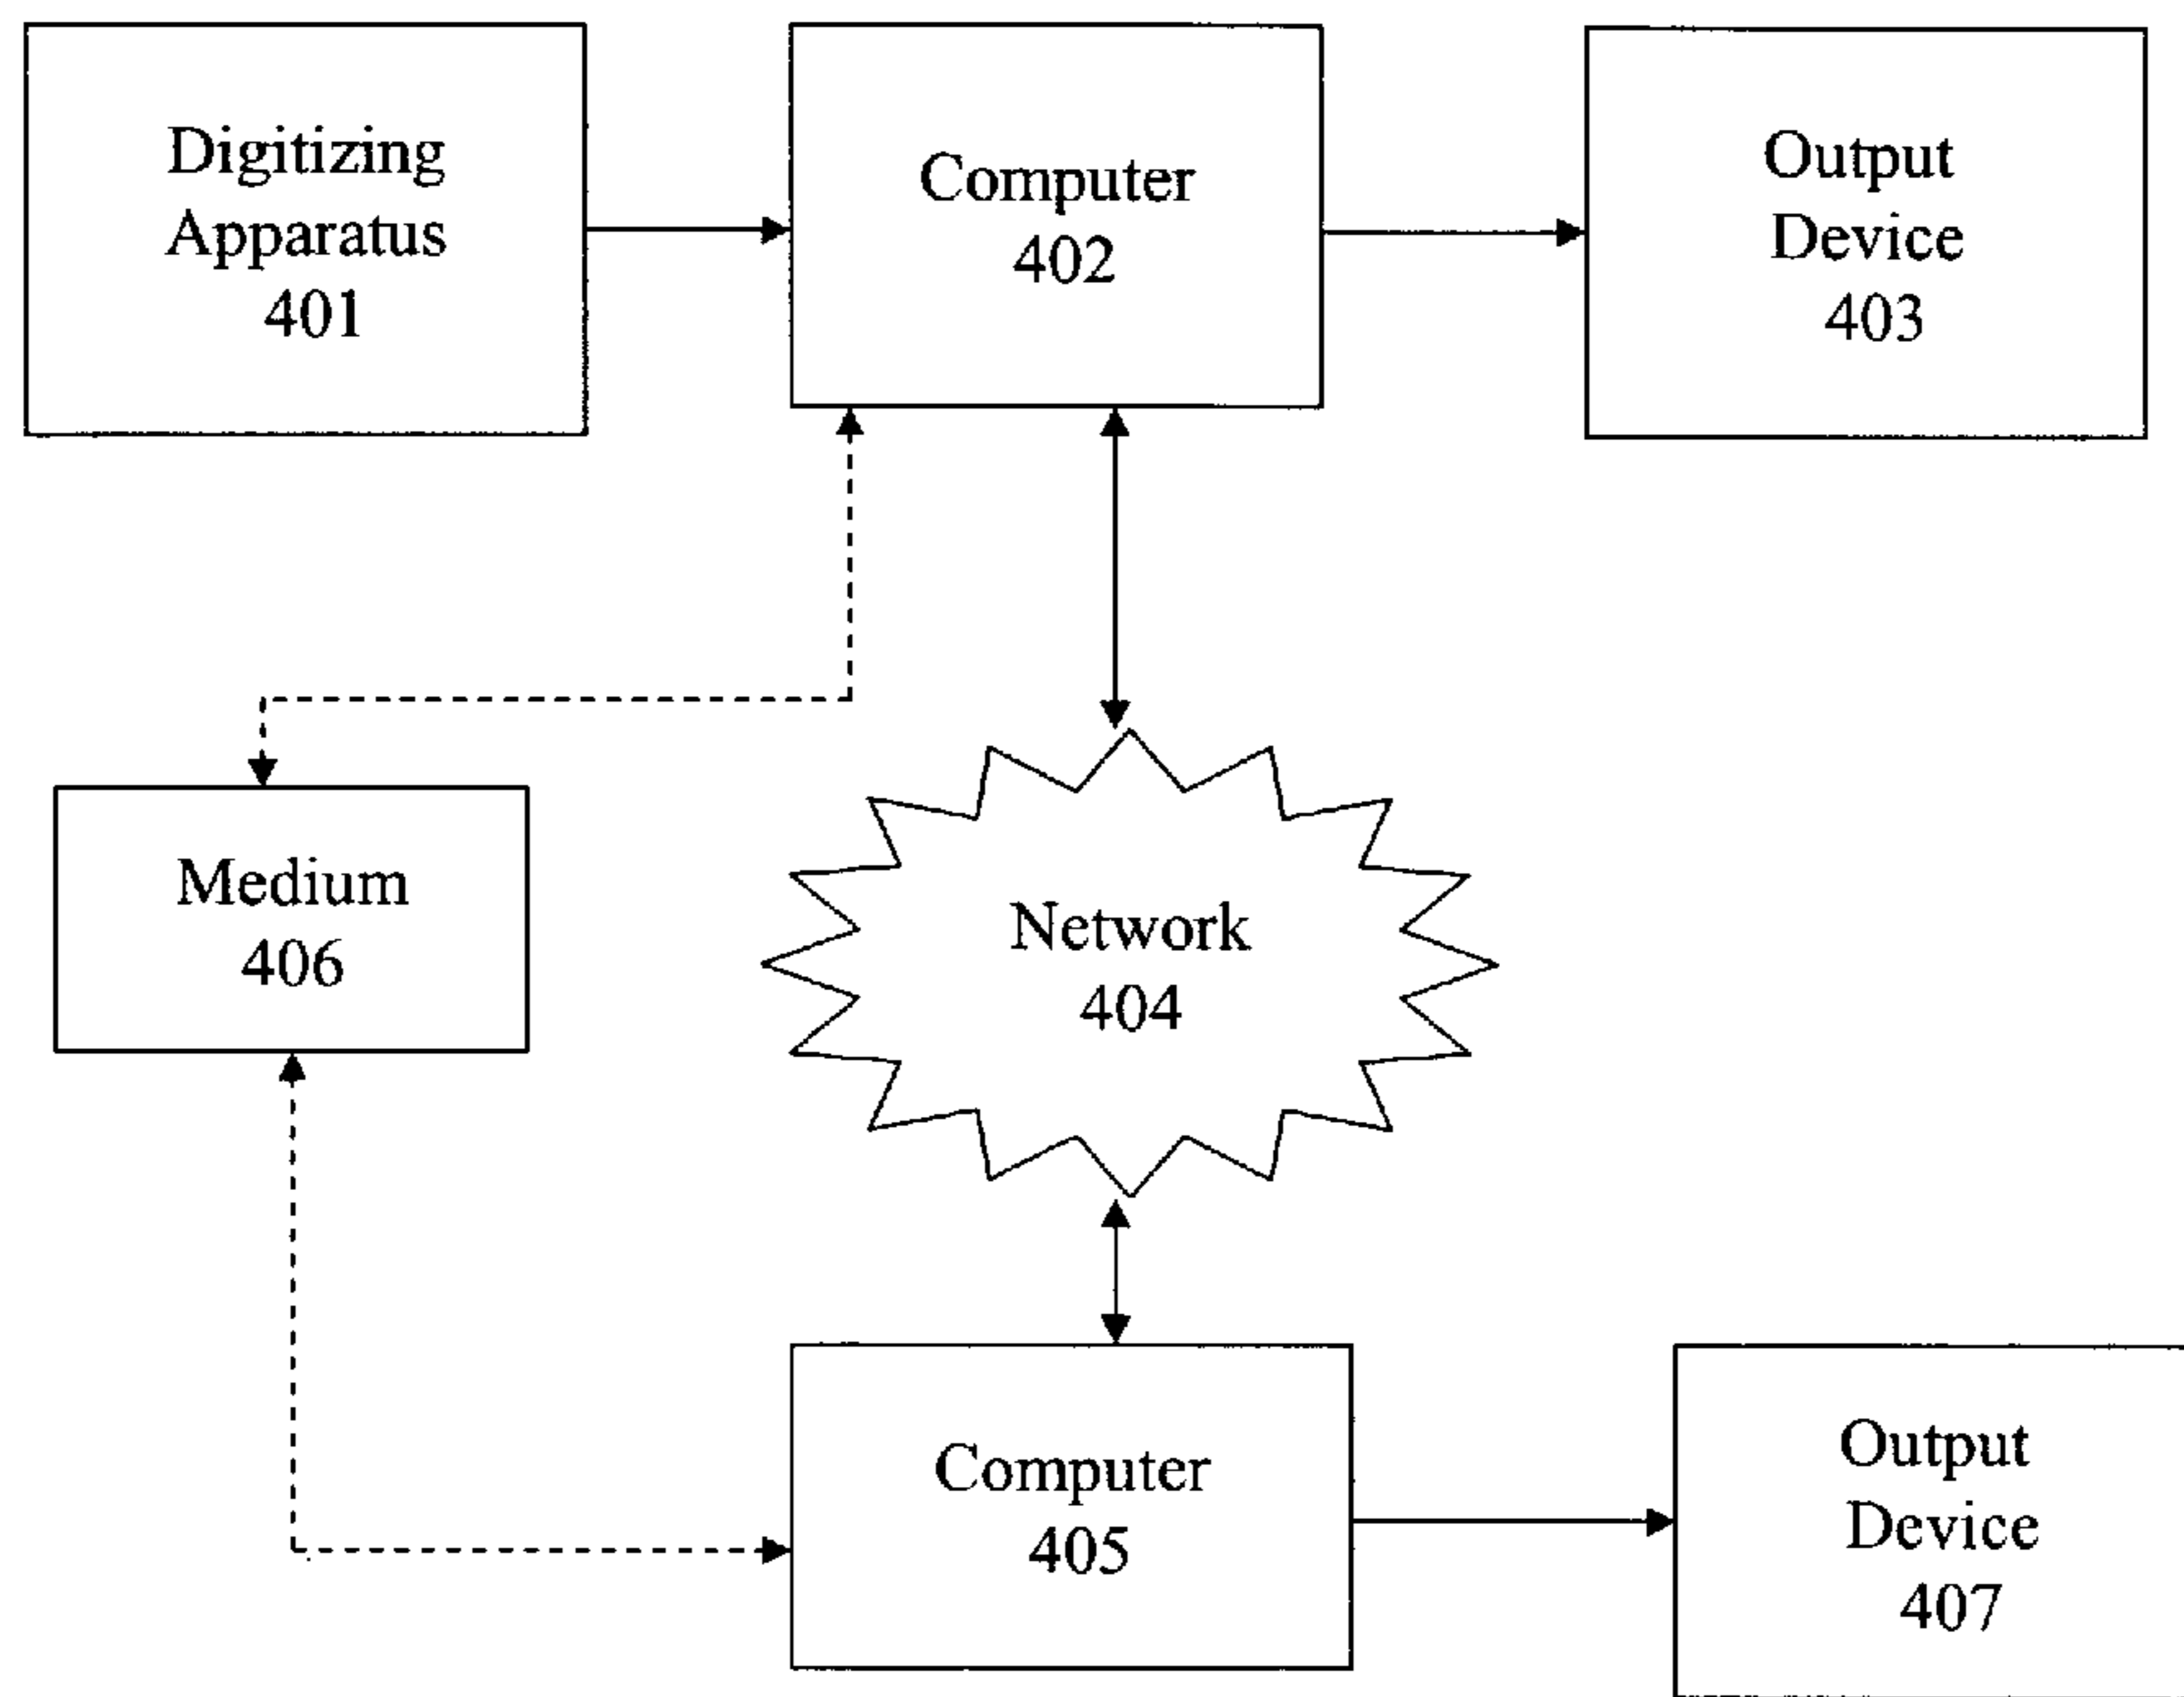 Digitizing
Apparatus
401
Computer
402
Output
Device
403
Medium
406
Network
404
Computer
405
Output
Device
407